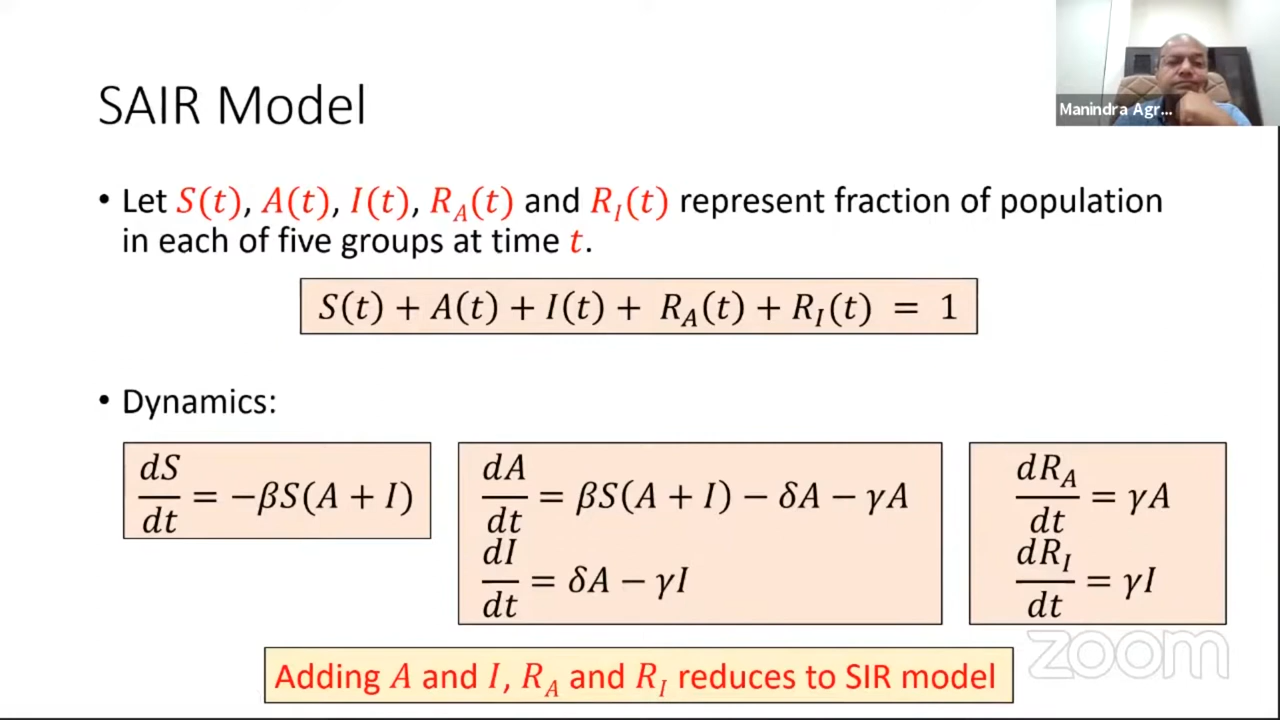 SAIR Model
Manindra Agr...
• Let S(t), A(t), I(t), R_A(t) and R_I(t) represent fraction of population
in each of five groups at time t.
S(t) + A(t) + I(t) + R_A(t) + R_I(t) = 1
• Dynamics:
dS/dt = −βS(A + I)
dA/dt = βS(A + I) − δA − γA
dI/dt = δA − γI
dR_A/dt = γA
dR_I/dt = γI
zoom
Adding A and I, R_A and R_I reduces to SIR model